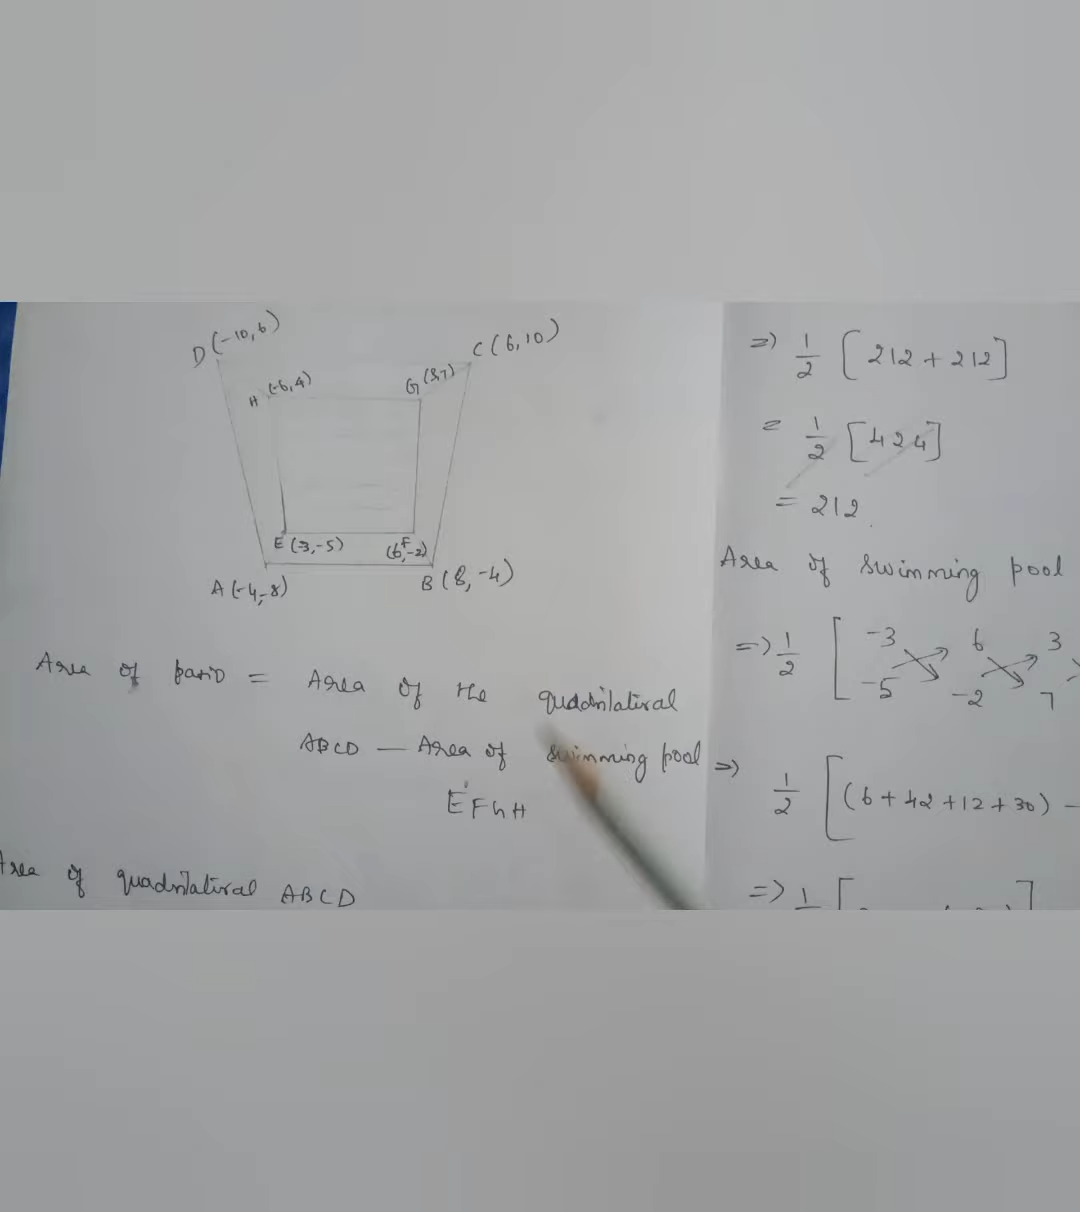 D (-10,6)
C (6,10)
H (-6,4)
G (3,7)
E (3,-5)
F (6,-2)
A (-4,-8)
B (8,-4)
Area of patio = Area of the quadrilateral
ABCD — Area of swimming pool
EFGH
Area of quadrilateral ABCD
=> 1/2 [212 + 212]
= 1/2 [424]
= 212.
Area of swimming pool
=> 1/2 [ -3 6 3
-5 -2 7
=> 1/2 [(6 + 42 + 12 + 30) -
=> 1 [ ]